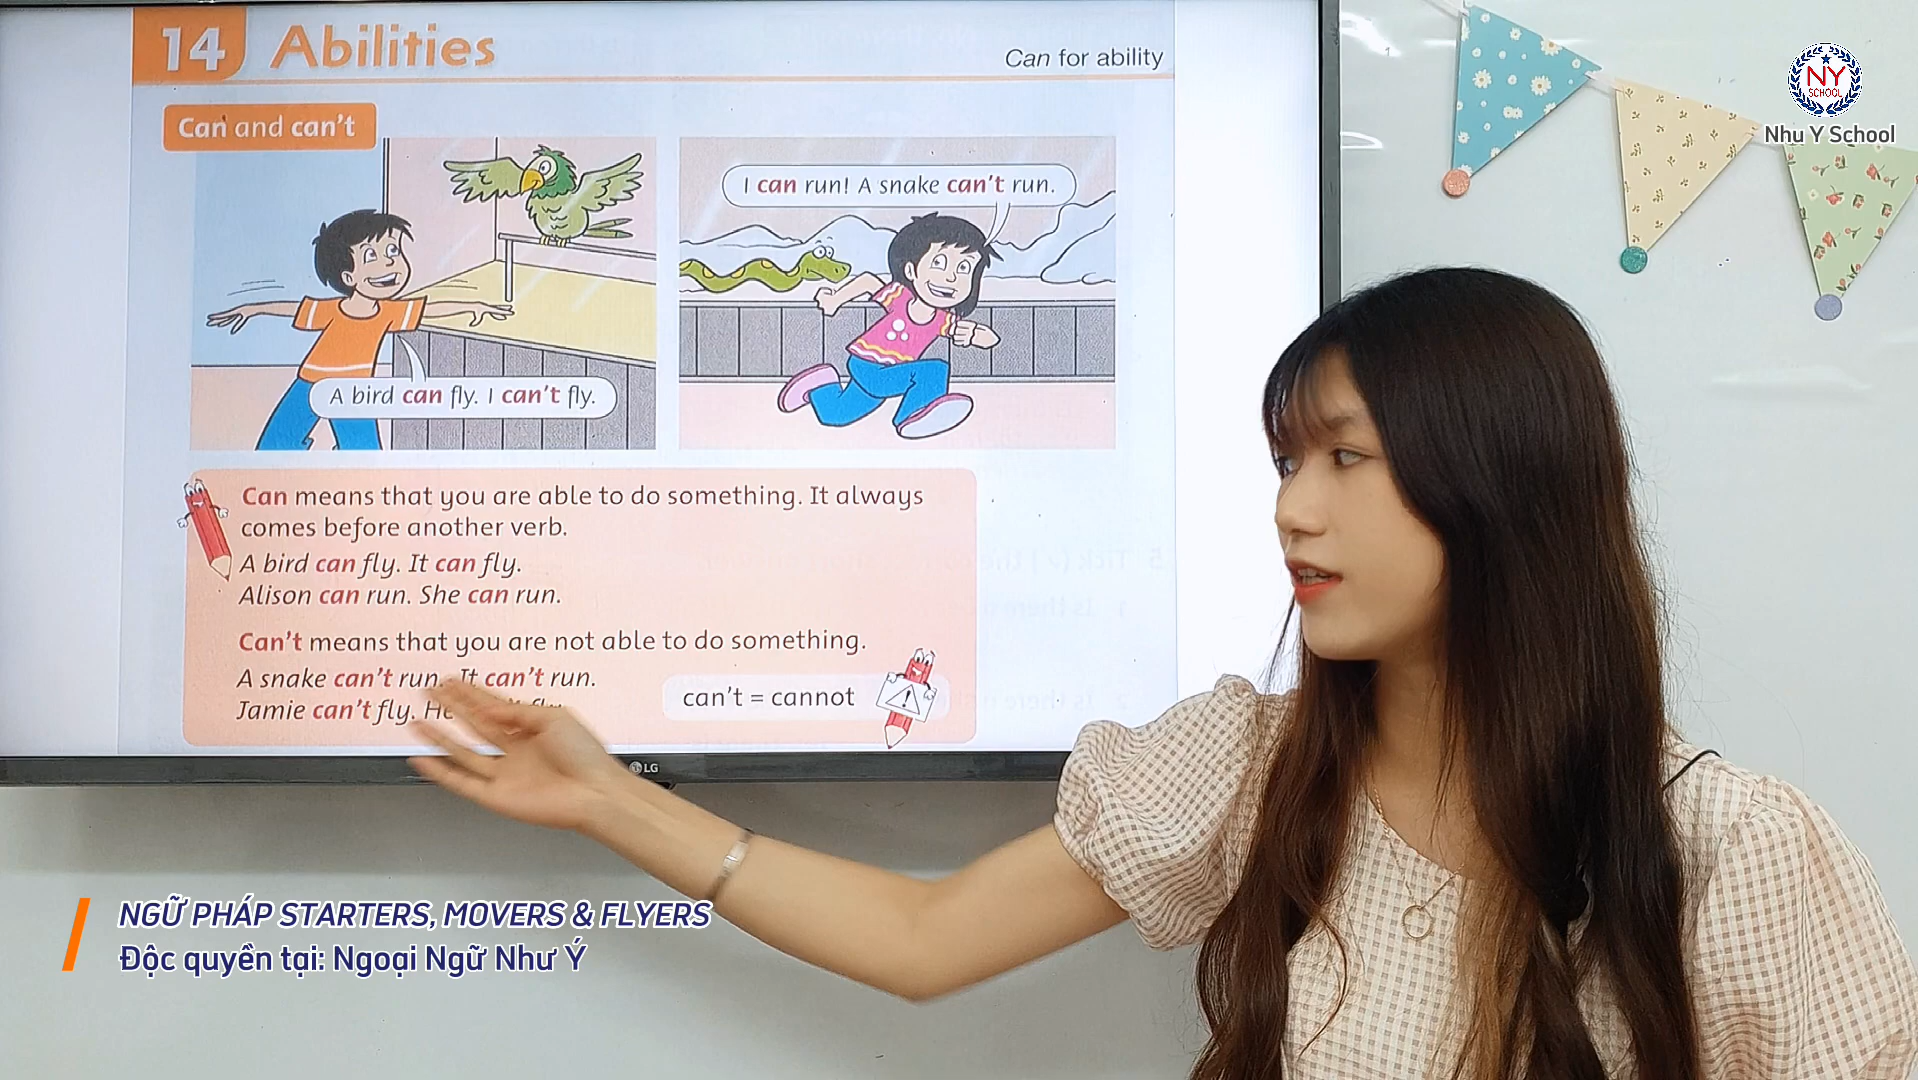 14 Abilities
Can for ability
Can and can't
A bird can fly. I can't fly.
I can run! A snake can't run.
Can means that you are able to do something. It always
comes before another verb.
A bird can fly. It can fly.
Alison can run. She can run.
Can't means that you are not able to do something.
A snake can't run. It can't run.
Jamie can't fly. He
can't = cannot
LG
NY
SCHOOL
Nhu Y School
NGỮ PHÁP STARTERS, MOVERS & FLYERS
Độc quyền tại: Ngoại Ngữ Như Ý